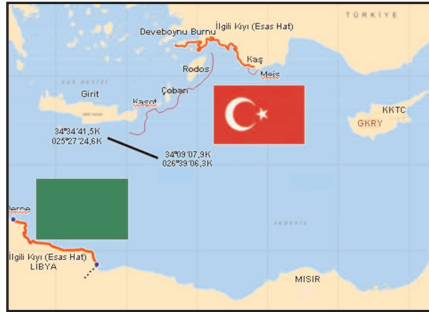 TÜRKİYE
Deveboynu Burnu
İlgili Kıyı (Esas Hat)
Kaş
Meis
Rodos
Çoban
Girit
Kaşot
KKTC
GKRY
34°34'41,5K
025°27'24,6K
34°09'07,9K
026°39'06,3K
AKDENİZ
İlgili Kıyı (Esas Hat)
LİBYA
MISIR